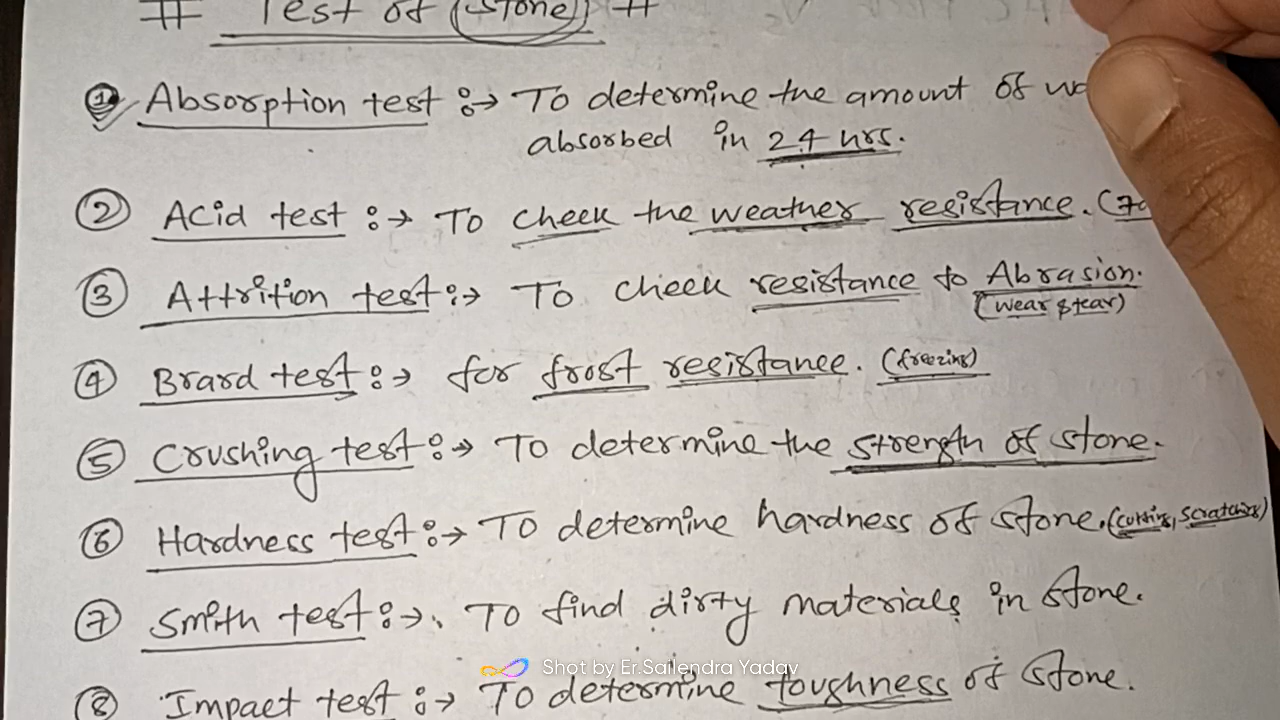 # Test of (Stone) #
① Absorption test :→ To determine the amount of
absorbed in 24 hrs.
② Acid test :→ To check the weather resistance. (7
③ Attrition test :→ To check resistance to Abrasion.
(wear & tear)
④ Brard test :→ for frost resistance. (freezing)
⑤ Crushing test :→ To determine the strength of stone.
⑥ Hardness test :→ To determine hardness of stone. (cutting, scratching)
⑦ Smith test :→ To find dirty materials in stone.
⑧ Impact test :→ To determine toughness of stone.
Shot by Er.Sailendra Yadav